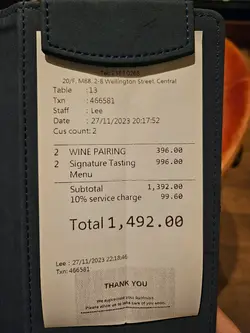 20/F, M88, 2-8 Wellington Street, Central
Table : 13
Txn : 466581
Staff : Lee
Date : 27/11/2023 20:17:52
Cus count: 2
2 WINE PAIRING 396.00
2 Signature Tasting 996.00
Menu
Subtotal 1,392.00
10% service charge 99.60
Total 1,492.00
Lee : 27/11/2023 22:18:46
Txn: 466581
THANK YOU